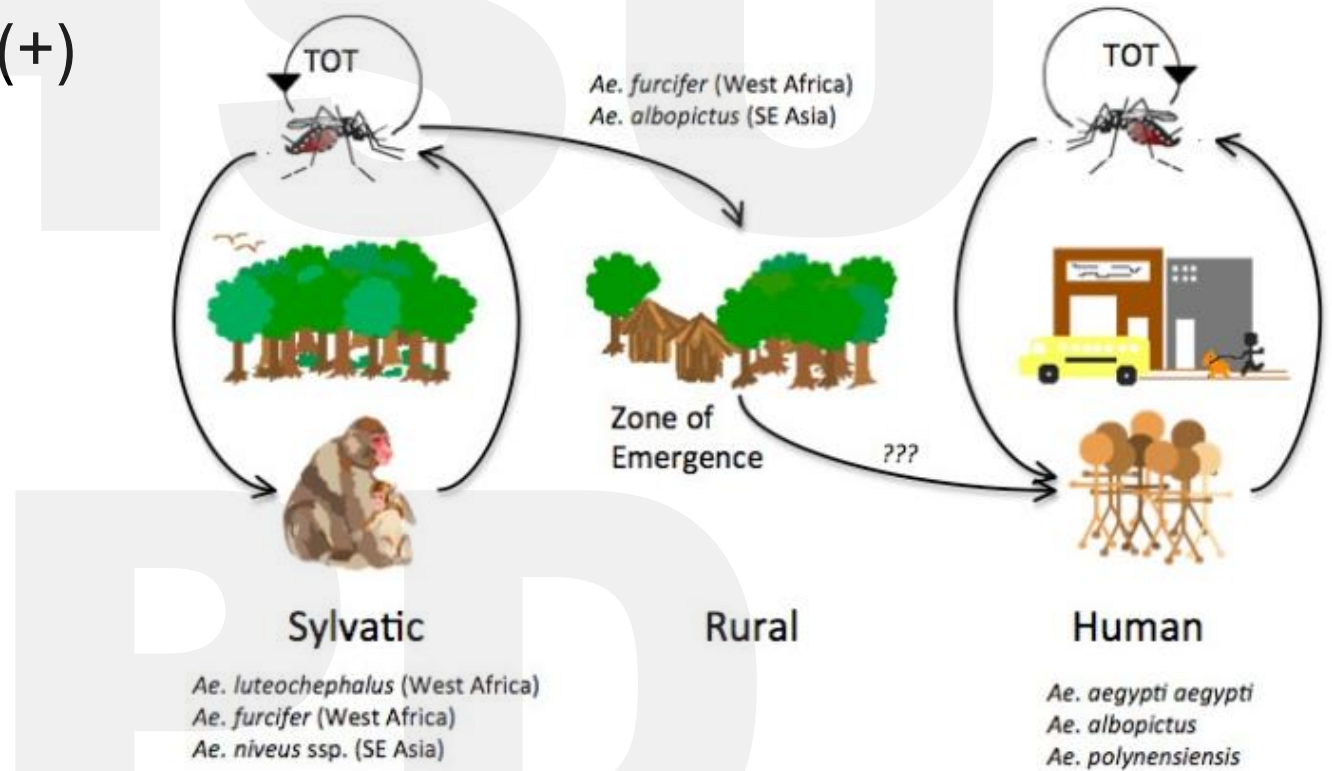 (+)
TOT
Ae. furcifer (West Africa)
Ae. albopictus (SE Asia)
TOT
Zone of
Emergence
???
Sylvatic
Rural
Human
Ae. luteochephalus (West Africa)
Ae. furcifer (West Africa)
Ae. niveus ssp. (SE Asia)
Ae. aegypti aegypti
Ae. albopictus
Ae. polynensiensis